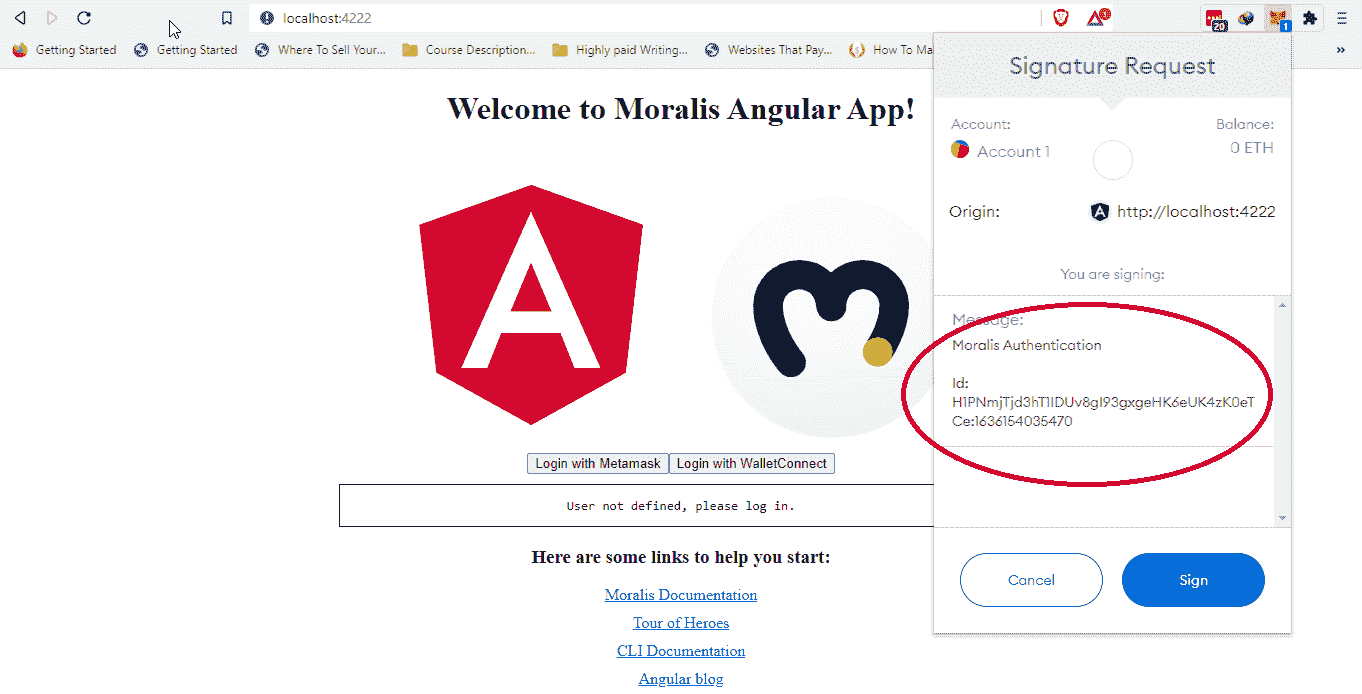 localhost:4222
20
1
Getting Started
Getting Started
Where To Sell Your...
Course Description...
Highly paid Writing...
Websites That Pay...
How To Ma
»
Welcome to Moralis Angular App!
A
Login with Metamask
Login with WalletConnect
User not defined, please log in.
Here are some links to help you start:
Moralis Documentation
Tour of Heroes
CLI Documentation
Angular blog
Signature Request
Account:
Balance:
Account 1
0 ETH
Origin:
http://localhost:4222
You are signing:
Message:
Moralis Authentication
Id:
H1PNmjTjd3hT1IDUv8gI93gxgeHK6eUK4zK0eT
Ce:1636154035470
Cancel
Sign